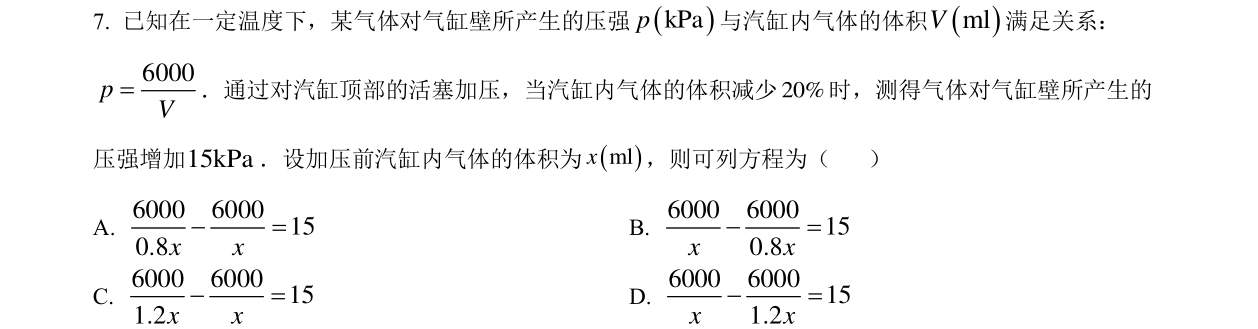 7. 已知在一定温度下，某气体对气缸壁所产生的压强 p(kPa) 与汽缸内气体的体积 V(ml) 满足关系：
p = 6000/V ．通过对汽缸顶部的活塞加压，当汽缸内气体的体积减少 20% 时，测得气体对气缸壁所产生的
压强增加15kPa ．设加压前汽缸内气体的体积为 x(ml)，则可列方程为（　　）
A. 6000/0.8x − 6000/x = 15 B. 6000/x − 6000/0.8x = 15
C. 6000/1.2x − 6000/x = 15 D. 6000/x − 6000/1.2x = 15